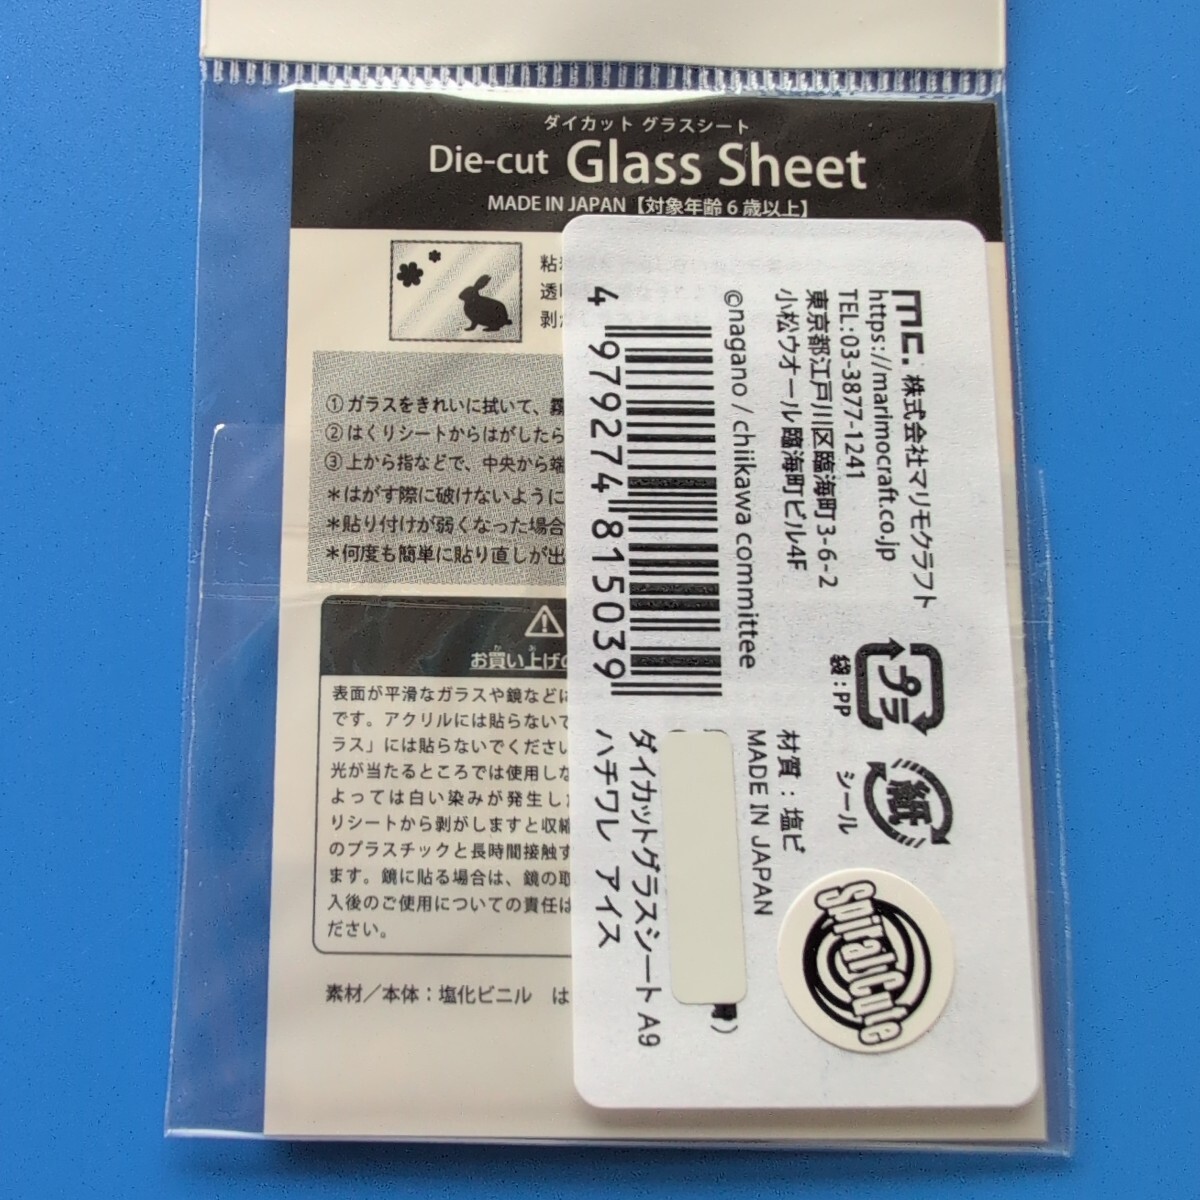 ダイカット グラスシート
Die-cut Glass Sheet
MADE IN JAPAN【対象年齢6歳以上】
粘
透
剥が
①ガラスをきれいに拭いて、霧
②はくりシートからはがしたら
③上から指などで、中央から端
＊はがす際に破けないように
＊貼り付けが弱くなった場合
＊何度も簡単に貼り直しが出
お買い上げの
表面が平滑なガラスや鏡などに
です。アクリルには貼らないで
ラス」には貼らないでください
光が当たるところでは使用しな
よっては白い染みが発生し
りシートから剥がしますと収縮
のプラスチックと長時間接触す
ます。鏡に貼る場合は、鏡の取
入後のご使用についての責任は
ださい。
素材／本体：塩化ビニル は
mc. 株式会社マリモクラフト
https://marimocraft.co.jp
TEL:03-3877-1241
東京都江戸川区臨海町3-6-2
小松ウオール臨海町ビル4F
©nagano / chiikawa committee
4 979274 815039
プラ
袋：PP
紙
シール
材質：塩ビ
MADE IN JAPAN
ダイカットグラスシート A9
ハチワレ アイス
SpiralCute